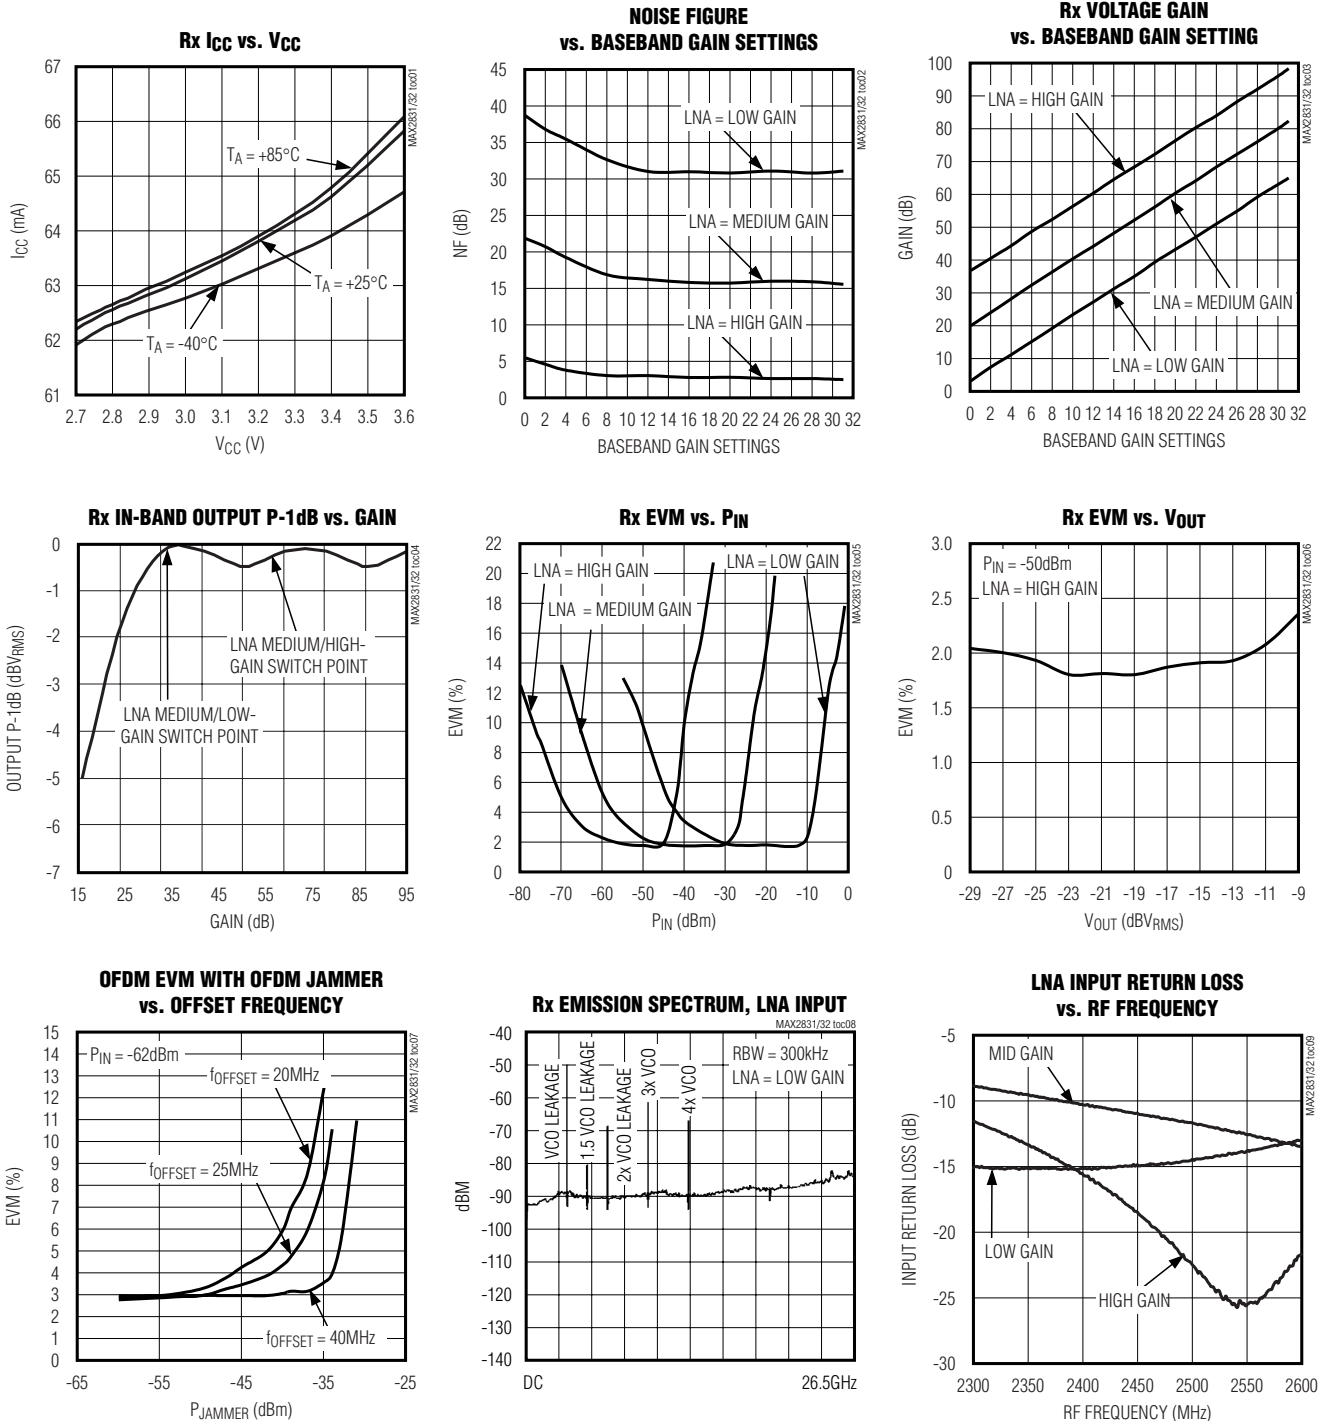 Rx ICC vs. VCC
67
66
65
64
63
62
61
ICC (mA)
TA = +85°C
TA = +25°C
TA = -40°C
2.7 2.8 2.9 3.0 3.1 3.2 3.3 3.4 3.5 3.6
VCC (V)
MAX2831/32 toc01
NOISE FIGURE
vs. BASEBAND GAIN SETTINGS
45
40
35
30
25
20
15
10
5
0
NF (dB)
LNA = LOW GAIN
LNA = MEDIUM GAIN
LNA = HIGH GAIN
0 2 4 6 8 10 12 14 16 18 20 22 24 26 28 30 32
BASEBAND GAIN SETTINGS
MAX2831/32 toc02
Rx VOLTAGE GAIN
vs. BASEBAND GAIN SETTING
100
90
80
70
60
50
40
30
20
10
0
GAIN (dB)
LNA = HIGH GAIN
LNA = MEDIUM GAIN
LNA = LOW GAIN
0 2 4 6 8 10 12 14 16 18 20 22 24 26 28 30 32
BASEBAND GAIN SETTINGS
MAX2831/32 toc03
Rx IN-BAND OUTPUT P-1dB vs. GAIN
0
-1
-2
-3
-4
-5
-6
-7
OUTPUT P-1dB (dBVRMS)
LNA MEDIUM/HIGH-
GAIN SWITCH POINT
LNA MEDIUM/LOW-
GAIN SWITCH POINT
15 25 35 45 55 65 75 85 95
GAIN (dB)
MAX2831/32 toc04
Rx EVM vs. PIN
22
20
18
16
14
12
10
8
6
4
2
0
EVM (%)
LNA = HIGH GAIN
LNA = LOW GAIN
LNA = MEDIUM GAIN
-80 -70 -60 -50 -40 -30 -20 -10 0
PIN (dBm)
MAX2831/32 toc05
Rx EVM vs. VOUT
3.0
2.5
2.0
1.5
1.0
0.5
0
EVM (%)
PIN = -50dBm
LNA = HIGH GAIN
-29 -27 -25 -23 -21 -19 -17 -15 -13 -11 -9
VOUT (dBVRMS)
MAX2831/32 toc06
OFDM EVM WITH OFDM JAMMER
vs. OFFSET FREQUENCY
15
14
13
12
11
10
9
8
7
6
5
4
3
2
1
0
EVM (%)
PIN = -62dBm
fOFFSET = 20MHz
fOFFSET = 25MHz
fOFFSET = 40MHz
-65 -55 -45 -35 -25
PJAMMER (dBm)
MAX2831/32 toc07
Rx EMISSION SPECTRUM, LNA INPUT
MAX2831/32 toc08
-40
-50
-60
-70
-80
-90
-100
-110
-120
-130
-140
dBM
RBW = 300kHz
LNA = LOW GAIN
VCO LEAKAGE
1.5 VCO LEAKAGE
2x VCO LEAKAGE
3x VCO
4x VCO
DC 26.5GHz
LNA INPUT RETURN LOSS
vs. RF FREQUENCY
-5
-10
-15
-20
-25
-30
INPUT RETURN LOSS (dB)
MID GAIN
LOW GAIN
HIGH GAIN
2300 2350 2400 2450 2500 2550 2600
RF FREQUENCY (MHz)
MAX2831/32 toc09